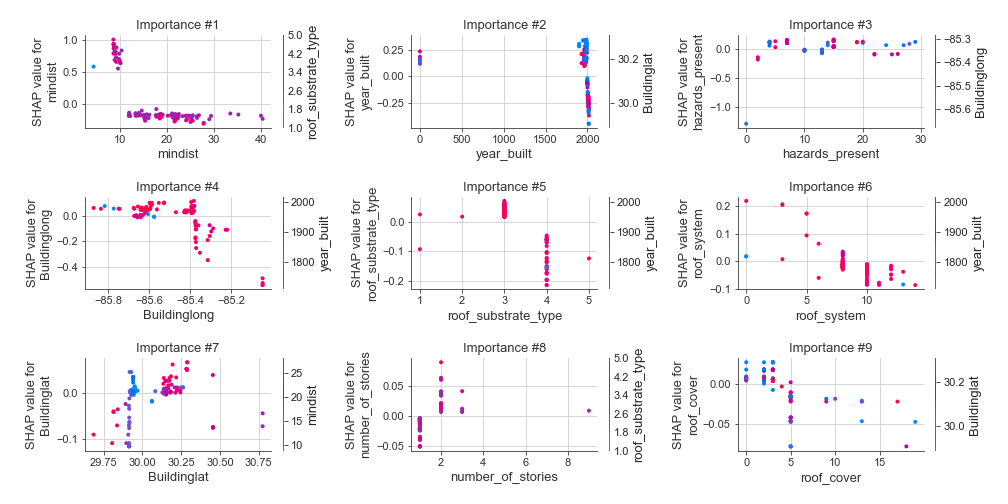 Importance #1
SHAP value for
mindist
1.0
0.5
0.0
10
20
30
40
mindist
5.0
4.2
3.4
2.6
1.8
1.0
roof_substrate_type
Importance #2
SHAP value for
year_built
0.25
0.00
−0.25
0
500
1000
1500
2000
year_built
30.2
30.0
Buildinglat
Importance #3
SHAP value for
hazards_present
0.0
−0.5
−1.0
0
10
20
30
hazards_present
−85.3
−85.4
−85.5
−85.6
Buildinglong
Importance #4
SHAP value for
Buildinglong
0.0
−0.2
−0.4
−85.8
−85.6
−85.4
−85.2
Buildinglong
2000
1900
1800
year_built
Importance #5
SHAP value for
roof_substrate_type
0.0
−0.1
−0.2
1
2
3
4
5
roof_substrate_type
2000
1900
1800
year_built
Importance #6
SHAP value for
roof_system
0.2
0.1
0.0
−0.1
0
5
10
roof_system
2000
1900
1800
year_built
Importance #7
SHAP value for
Buildinglat
0.0
−0.1
29.75
30.00
30.25
30.50
30.75
Buildinglat
25
20
15
10
mindist
Importance #8
SHAP value for
number_of_stories
0.05
0.00
−0.05
2
4
6
8
number_of_stories
5.0
4.2
3.4
2.6
1.8
1.0
roof_substrate_type
Importance #9
SHAP value for
roof_cover
0.00
−0.05
0
5
10
15
roof_cover
30.2
30.0
Buildinglat